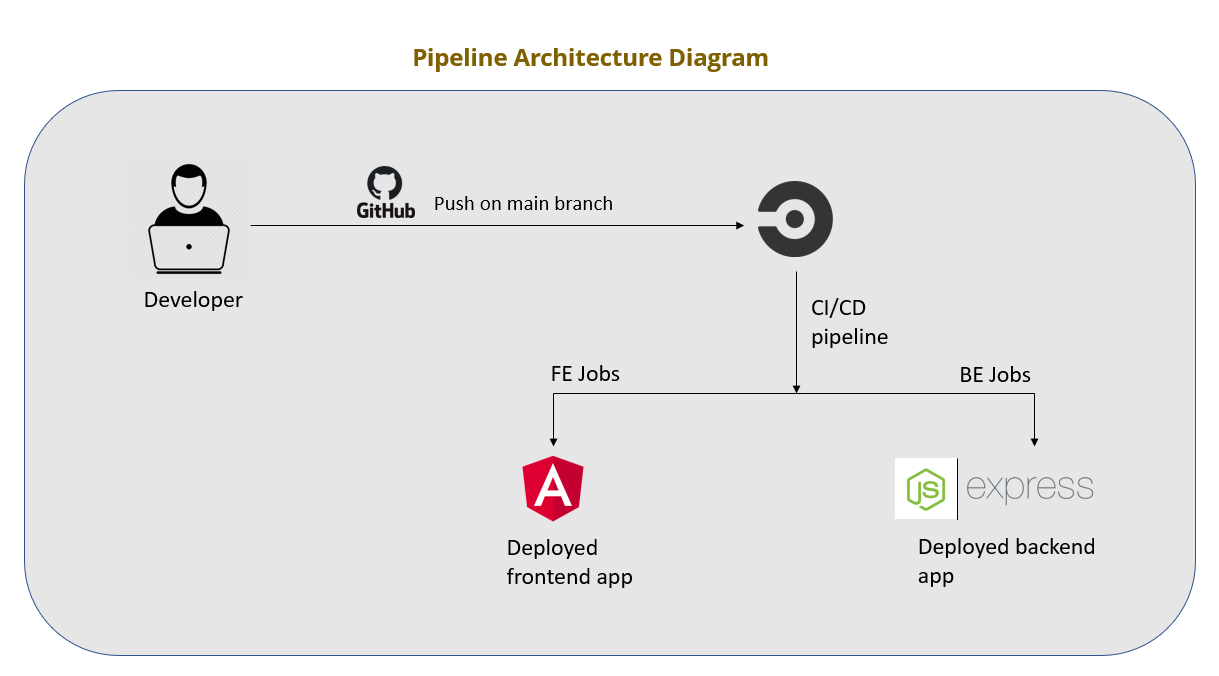 Pipeline Architecture Diagram
GitHub
Push on main branch
Developer
CI/CD
pipeline
FE Jobs
BE Jobs
JS
express
Deployed
frontend app
Deployed backend
app